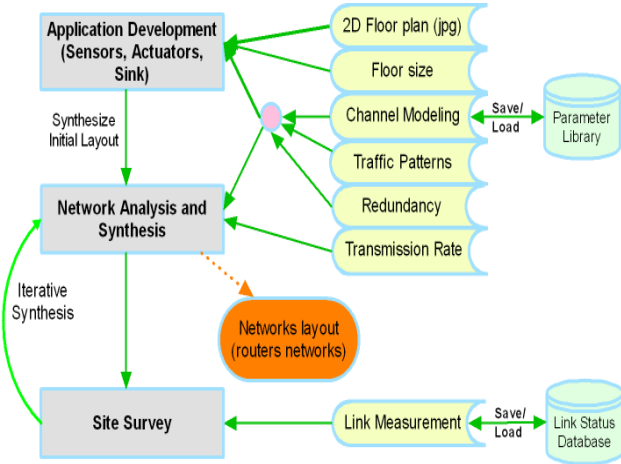 Application Development
(Sensors, Actuators,
Sink)
2D Floor plan (jpg)
Floor size
Channel Modeling
Save/
Load
Parameter
Library
Synthesize
Initial Layout
Traffic Patterns
Redundancy
Network Analysis and
Synthesis
Transmission Rate
Iterative
Synthesis
Networks layout
(routers networks)
Site Survey
Link Measurement
Save/
Load
Link Status
Database